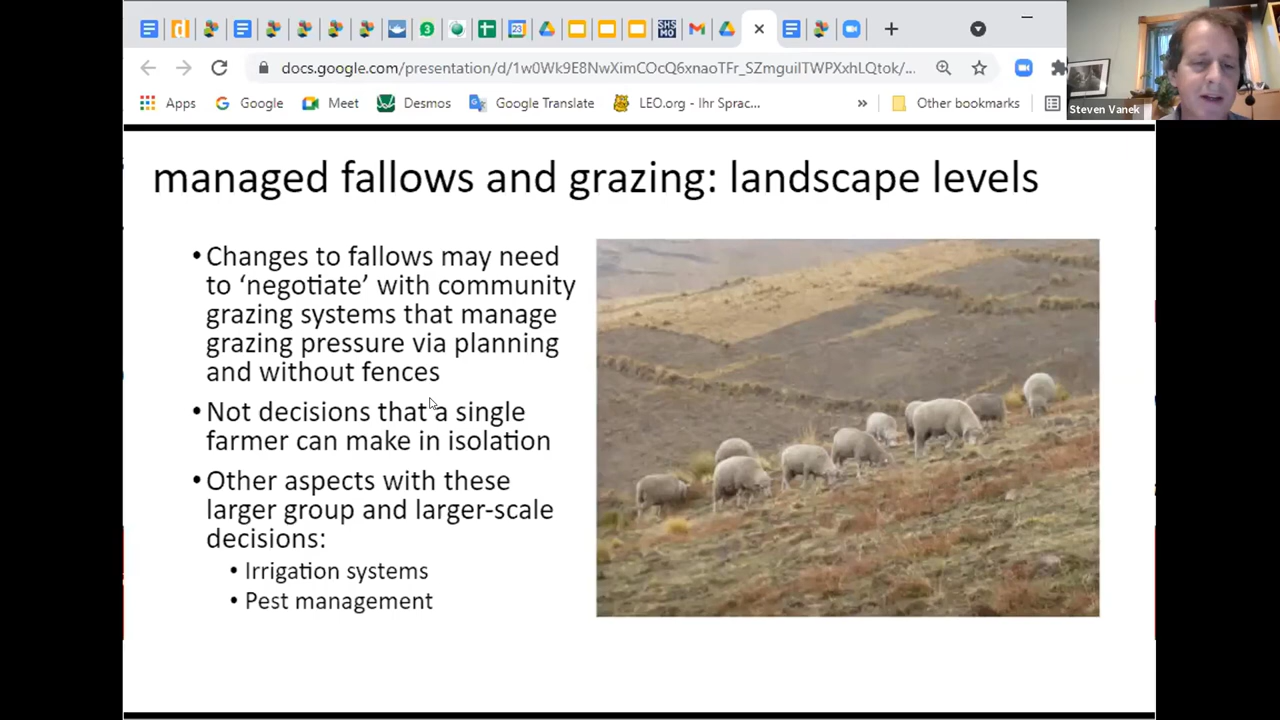 docs.google.com/presentation/d/1w0Wk9E8NwXimCOcQ6xnaoTFr_SZmguilTWPXxhLQtok/...
Steven Vanek
Apps
Google
Meet
Desmos
Google Translate
LEO.org - Ihr Sprac...
»
Other bookmarks
managed fallows and grazing: landscape levels
• Changes to fallows may need
to ‘negotiate’ with community
grazing systems that manage
grazing pressure via planning
and without fences
• Not decisions that a single
farmer can make in isolation
• Other aspects with these
larger group and larger-scale
decisions:
• Irrigation systems
• Pest management